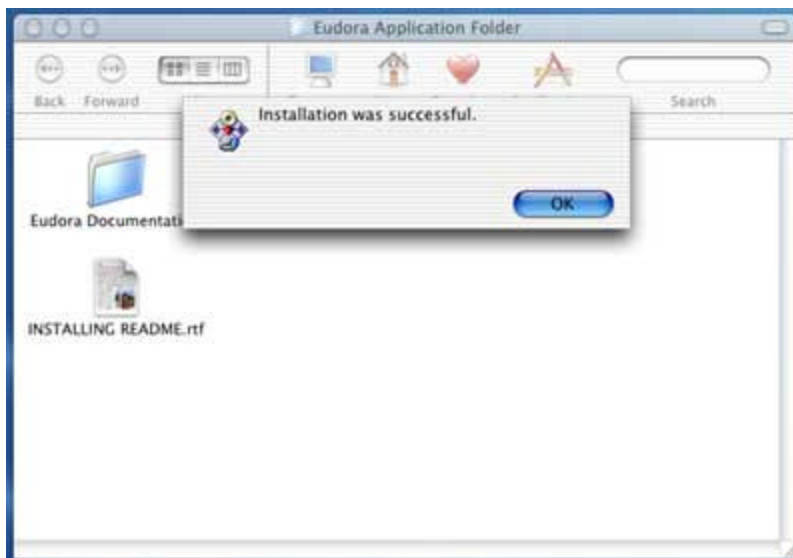 Eudora Application Folder
Back Forward
Search
Installation was successful.
OK
Eudora Documentati
INSTALLING README.rtf